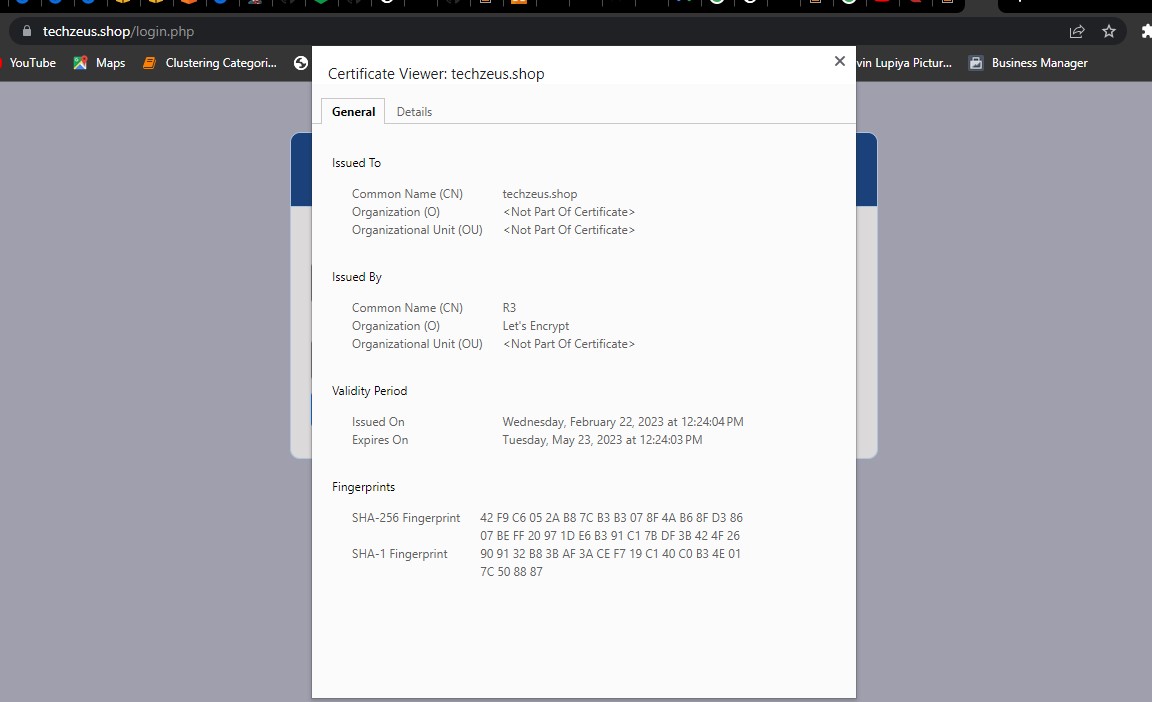 techzeus.shop/login.php
YouTube Maps Clustering Categori... vin Lupiya Pictur... Business Manager
Certificate Viewer: techzeus.shop
General Details
Issued To
Common Name (CN) techzeus.shop
Organization (O) <Not Part Of Certificate>
Organizational Unit (OU) <Not Part Of Certificate>
Issued By
Common Name (CN) R3
Organization (O) Let's Encrypt
Organizational Unit (OU) <Not Part Of Certificate>
Validity Period
Issued On Wednesday, February 22, 2023 at 12:24:04 PM
Expires On Tuesday, May 23, 2023 at 12:24:03 PM
Fingerprints
SHA-256 Fingerprint 42 F9 C6 05 2A B8 7C B3 B3 07 8F 4A B6 8F D3 86
07 BE FF 20 97 1D E6 B3 91 C1 7B DF 3B 42 4F 26
SHA-1 Fingerprint 90 91 32 B8 3B AF 3A CE F7 19 C1 40 C0 B3 4E 01
7C 50 88 87